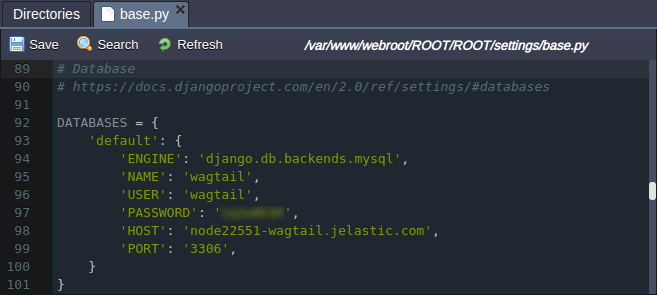 Directories base.py
Save Search Refresh /var/www/webroot/ROOT/ROOT/settings/base.py
89 # Database
90 # https://docs.djangoproject.com/en/2.0/ref/settings/#databases
91
92 DATABASES = {
93 'default': {
94 'ENGINE': 'django.db.backends.mysql',
95 'NAME': 'wagtail',
96 'USER': 'wagtail',
97 'PASSWORD': '',
98 'HOST': 'node22551-wagtail.jelastic.com',
99 'PORT': '3306',
100 }
101 }